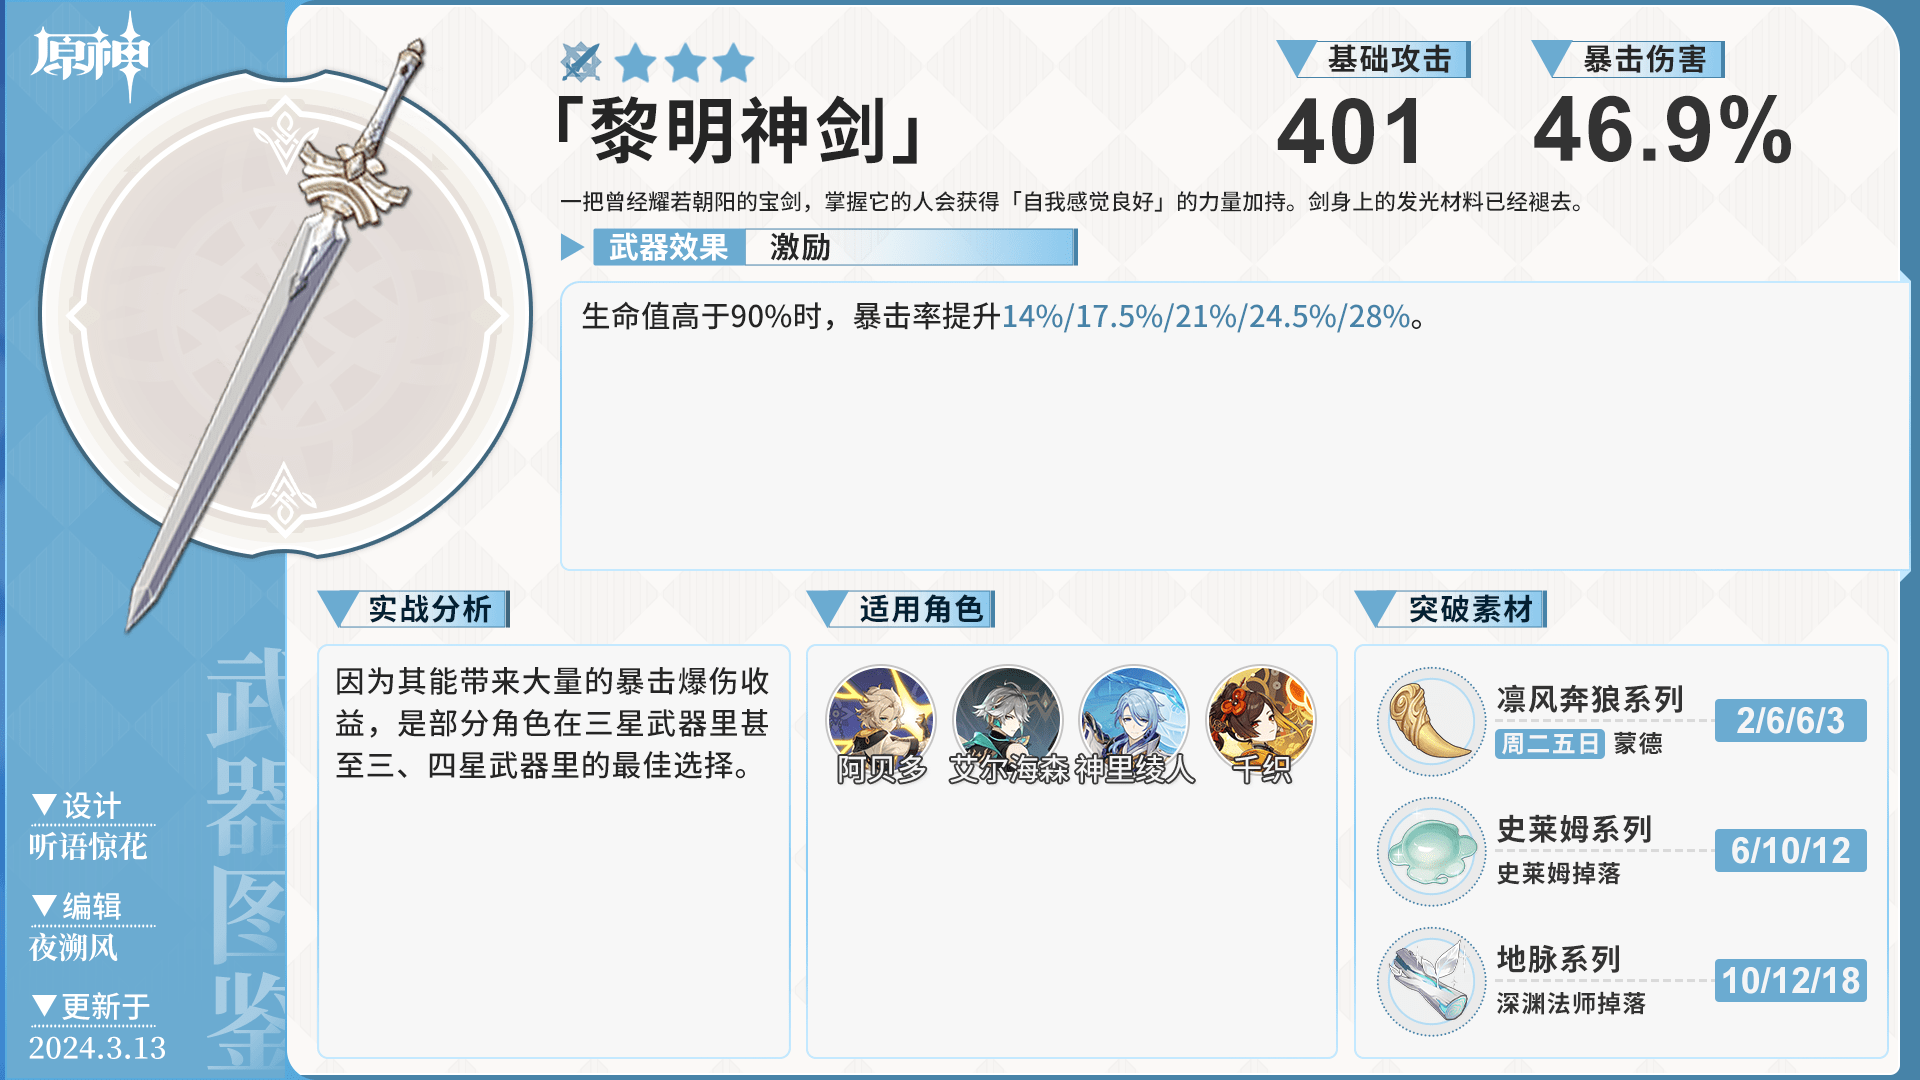 原神
「黎明神剑」
基础攻击
401
暴击伤害
46.9%
一把曾经耀若朝阳的宝剑，掌握它的人会获得「自我感觉良好」的力量加持。剑身上的发光材料已经褪去。
武器效果 激励
生命值高于90%时，暴击率提升14%/17.5%/21%/24.5%/28%。
实战分析
因为其能带来大量的暴击爆伤收
益，是部分角色在三星武器里甚
至三、四星武器里的最佳选择。
适用角色
阿贝多 艾尔海森 神里绫人 千织
突破素材
凛风奔狼系列
周二五日 蒙德
2/6/6/3
史莱姆系列
史莱姆掉落
6/10/12
地脉系列
深渊法师掉落
10/12/18
武器图鉴
▼设计
听语惊花
▼编辑
夜溯风
▼更新于
2024.3.13